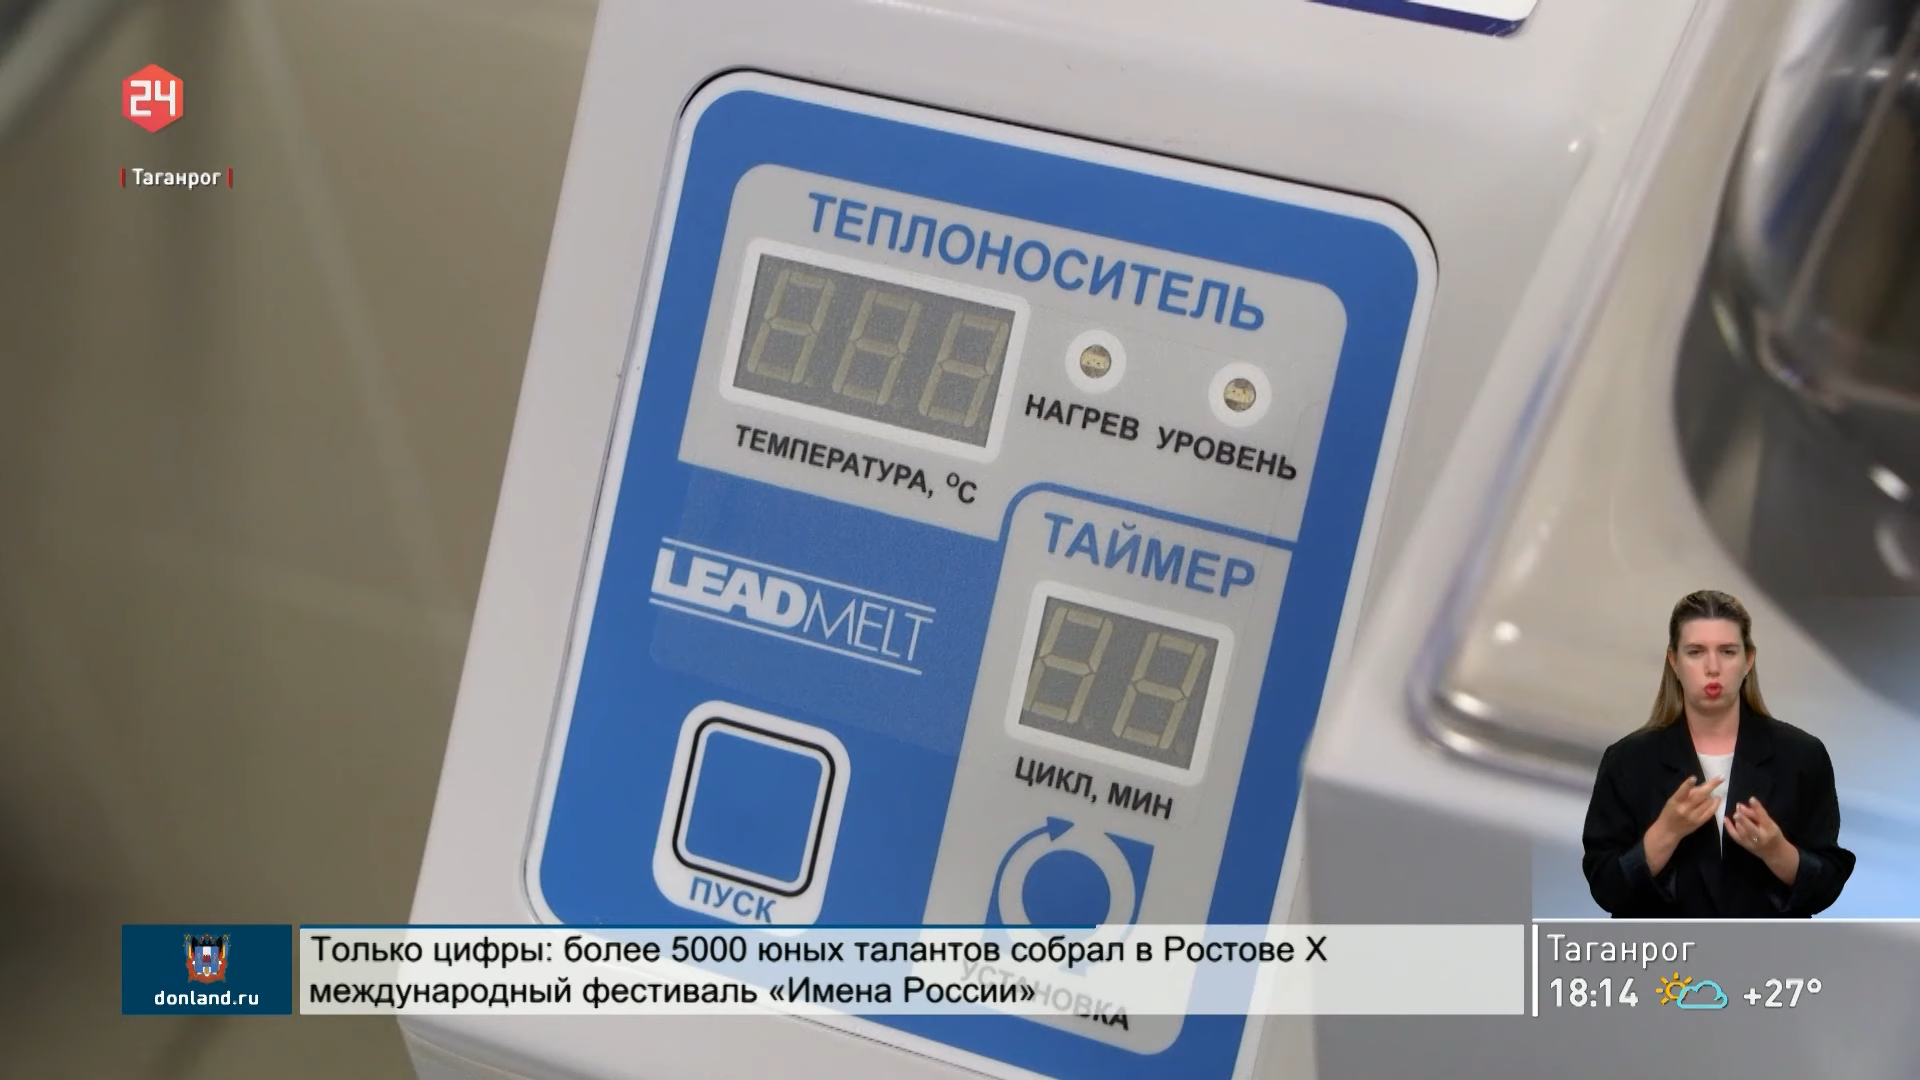 24
Таганрог
ТЕПЛОНОСИТЕЛЬ
НАГРЕВ УРОВЕНЬ
ТЕМПЕРАТУРА, °C
ТАЙМЕР
LEADMELT
ЦИКЛ, МИН
ПУСК
УСТАНОВКА
donland.ru
Только цифры: более 5000 юных талантов собрал в Ростове X
международный фестиваль «Имена России»
Таганрог
18:14 +27°